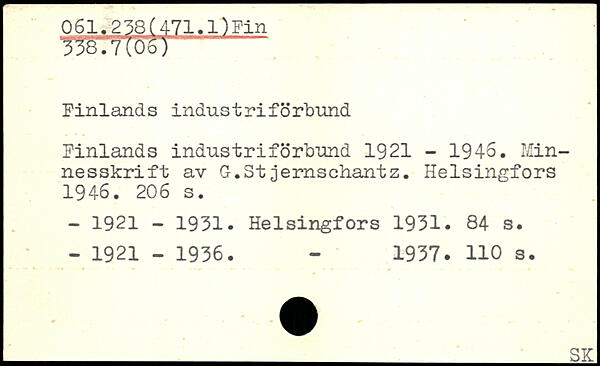 061.238(471.1)Fin
338.7(06)
Finlands industriförbund
Finlands industriförbund 1921 - 1946. Min-
nesskrift av G.Stjernschantz. Helsingfors
1946. 206 s.
- 1921 - 1931. Helsingfors 1931. 84 s.
- 1921 - 1936. - 1937. 110 s.
SK